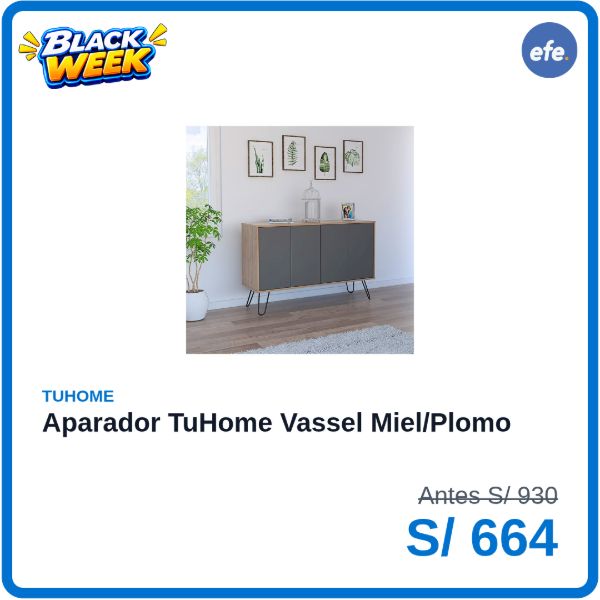 BLACK
WEEK
efe.
TUHOME
Aparador TuHome Vassel Miel/Plomo
Antes S/ 930
S/ 664